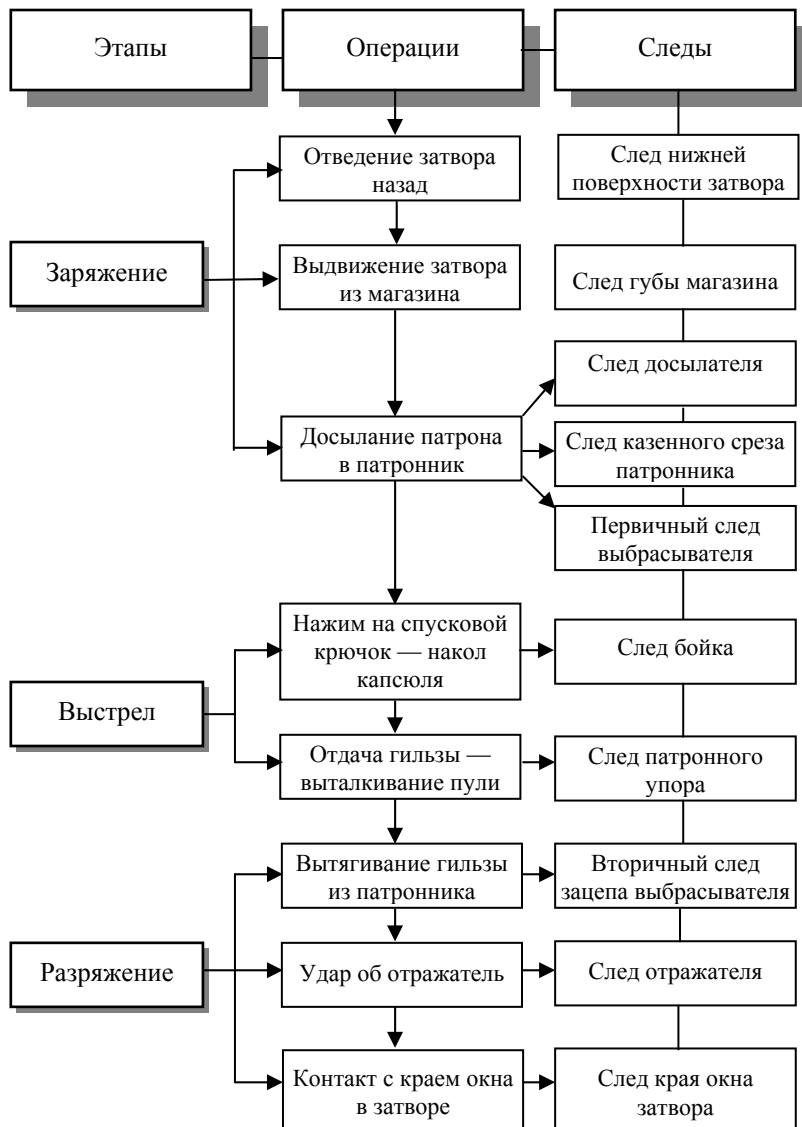 Этапы
Операции
Следы
Отведение затвора
назад
След нижней
поверхности затвора
Заряжение
Выдвижение затвора
из магазина
След губы магазина
След досылателя
Досылание патрона
в патронник
След казенного среза
патронника
Первичный след
выбрасывателя
Нажим на спусковой
крючок — накол
капсюля
След бойка
Выстрел
Отдача гильзы —
выталкивание пули
След патронного
упора
Вытягивание гильзы
из патронника
Вторичный след
зацепа выбрасывателя
Разряжение
Удар об отражатель
След отражателя
Контакт с краем окна
в затворе
След края окна
затвора